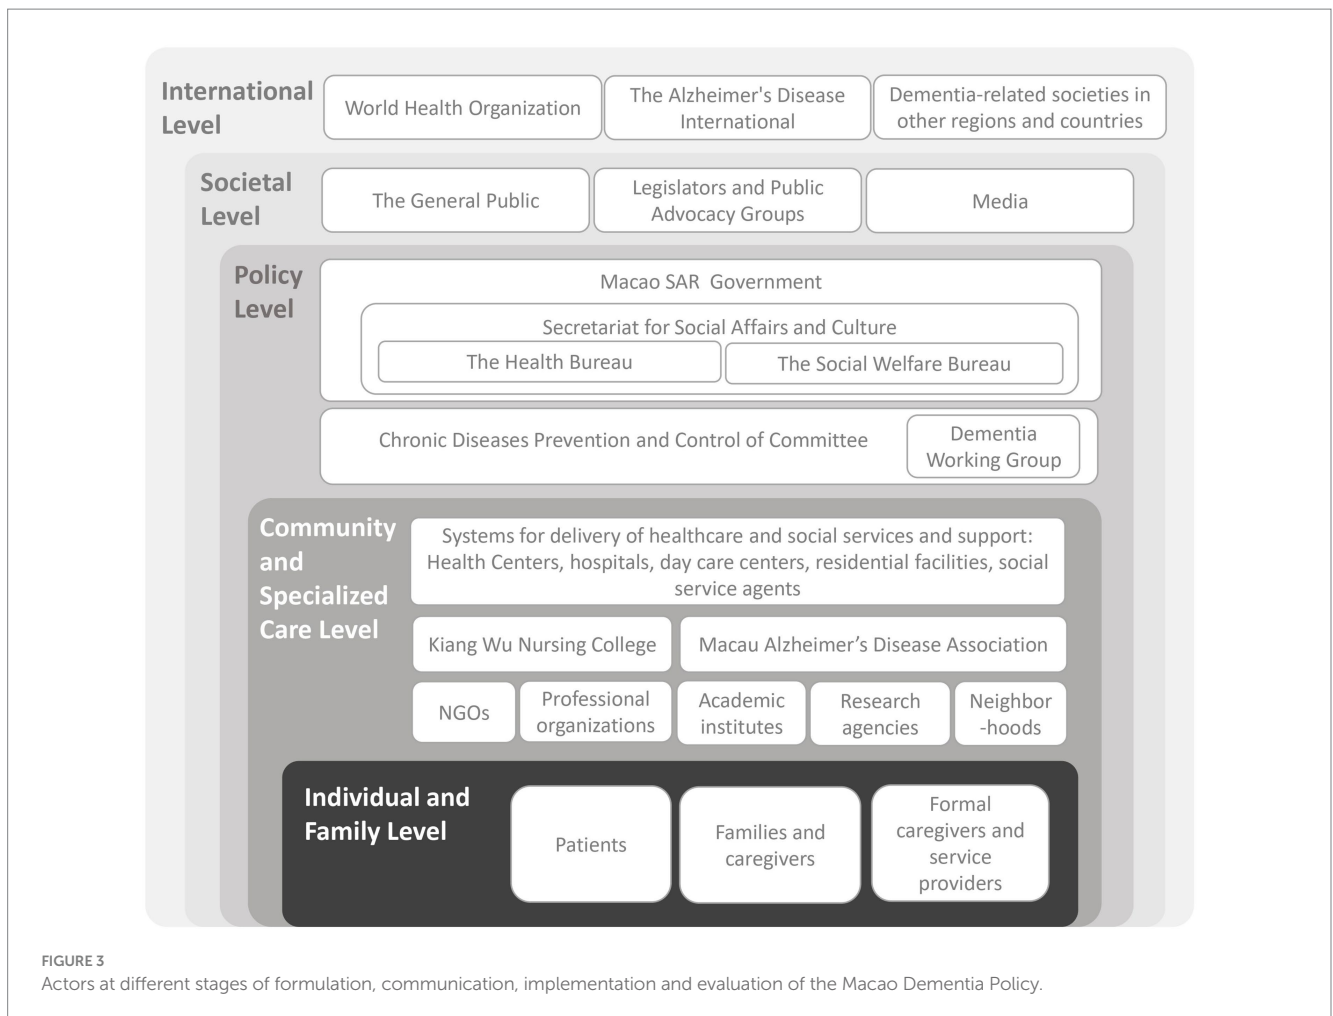 International
Level
World Health Organization
The Alzheimer's Disease
International
Dementia-related societies in
other regions and countries
Societal
Level
The General Public
Legislators and Public
Advocacy Groups
Media
Policy
Level
Macao SAR Government
Secretariat for Social Affairs and Culture
The Health Bureau
The Social Welfare Bureau
Chronic Diseases Prevention and Control of Committee
Dementia
Working Group
Community
and
Specialized
Care Level
Systems for delivery of healthcare and social services and support:
Health Centers, hospitals, day care centers, residential facilities, social
service agents
Kiang Wu Nursing College
Macau Alzheimer’s Disease Association
NGOs
Professional
organizations
Academic
institutes
Research
agencies
Neighbor
-hoods
Individual and
Family Level
Patients
Families and
caregivers
Formal
caregivers and
service
providers
FIGURE 3
Actors at different stages of formulation, communication, implementation and evaluation of the Macao Dementia Policy.